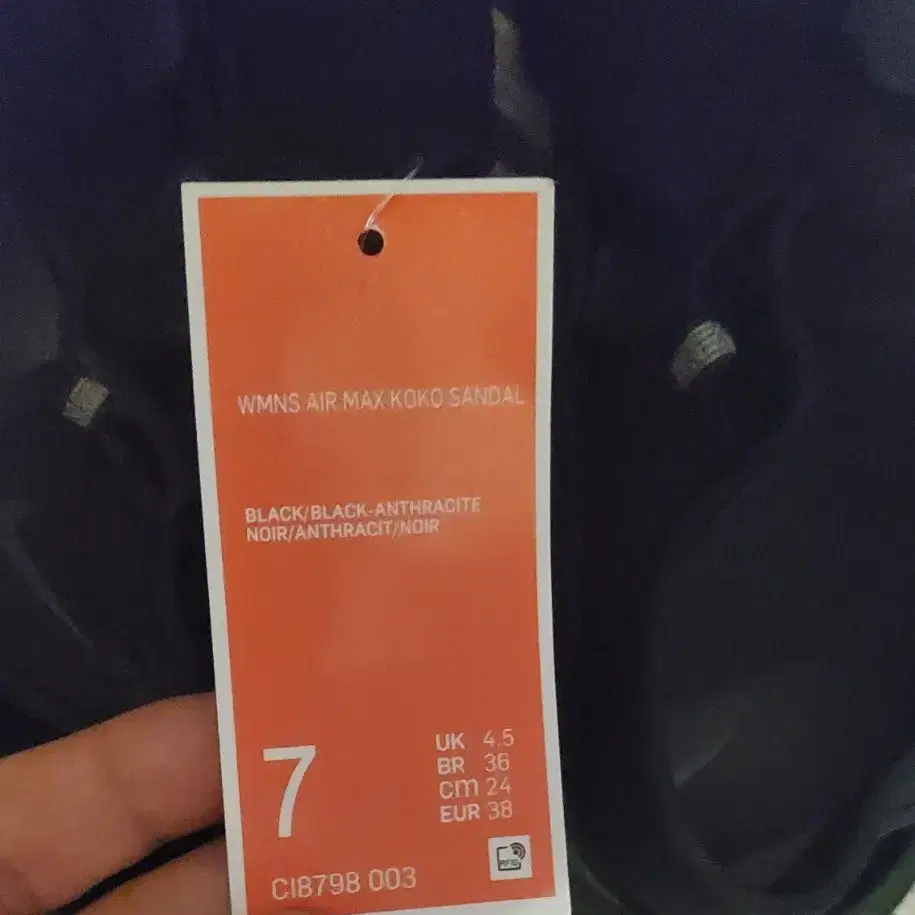 WMNS AIR MAX KOKO SANDAL
BLACK/BLACK-ANTHRACITE
NOIR/ANTHRACIT/NOIR
7
UK 4.5
BR 36
cm 24
EUR 38
CI8798 003
RFID